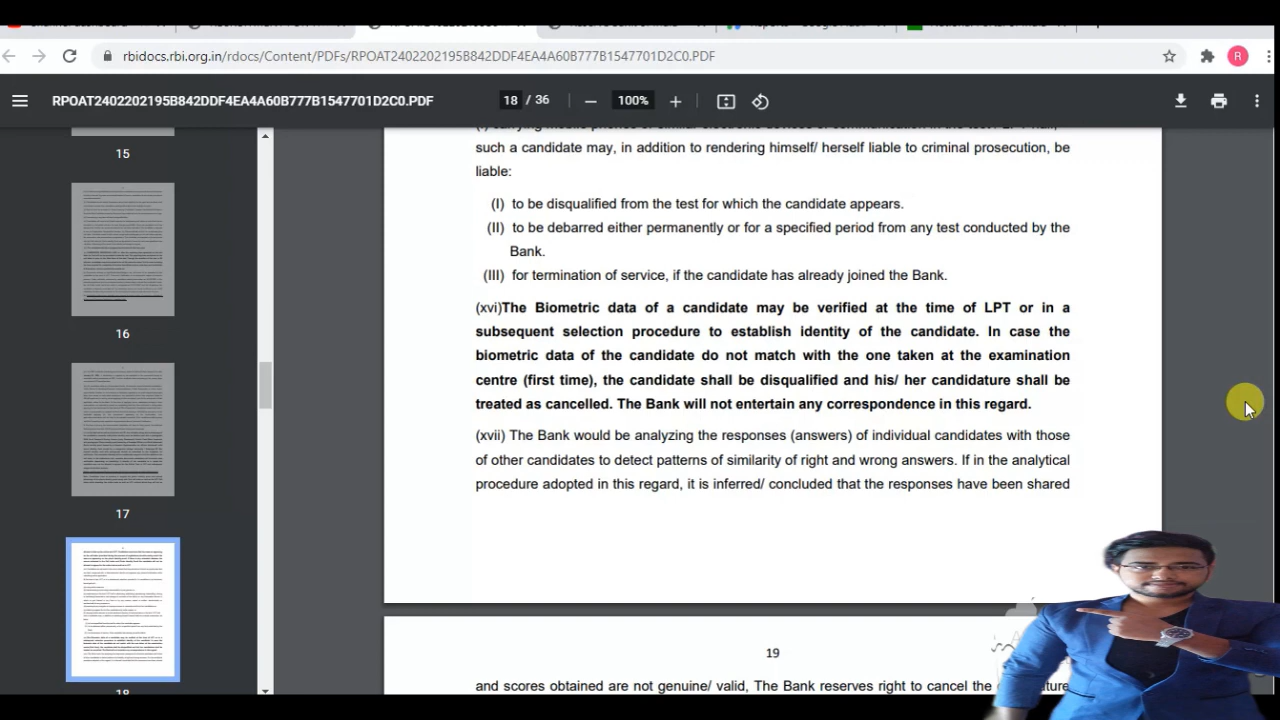 rbidocs.rbi.org.in/rdocs/Content/PDFs/RPOAT2402202195B842DDF4EA4A60B777B1547701D2C0.PDF
R
RPOAT2402202195B842DDF4EA4A60B777B1547701D2C0.PDF
18 / 36
100%
15
16
17
18
such a candidate may, in addition to rendering himself/ herself liable to criminal prosecution, be
liable:
(I) to be disqualified from the test for which the candidate appears.
(II) to be debarred either permanently or for a specified period from any test conducted by the
Bank.
(III) for termination of service, if the candidate has already joined the Bank.
(xvi)The Biometric data of a candidate may be verified at the time of LPT or in a
subsequent selection procedure to establish identity of the candidate. In case the
biometric data of the candidate do not match with the one taken at the examination
centre (first time), the candidate shall be disqualified and his/ her candidature shall be
treated as cancelled. The Bank will not entertain any correspondence in this regard.
(xvii) The Bank would be analyzing the responses (answers) of individual candidates with those
of other candidates to detect patterns of similarity of right and wrong answers. If in the analytical
procedure adopted in this regard, it is inferred/ concluded that the responses have been shared
19
and scores obtained are not genuine/ valid, The Bank reserves right to cancel the